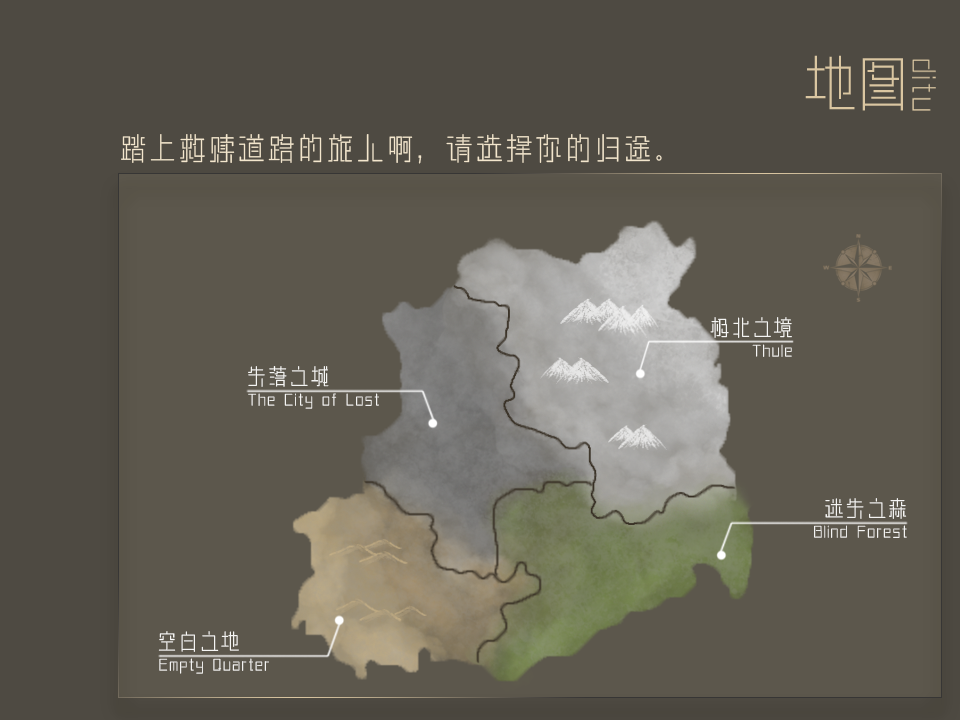 地图
ditu
踏上救赎道路的旅人啊，请选择你的归途。
极北之境
Thule
失落之城
The City of Lost
迷失之森
Blind Forest
空白之地
Empty Quarter